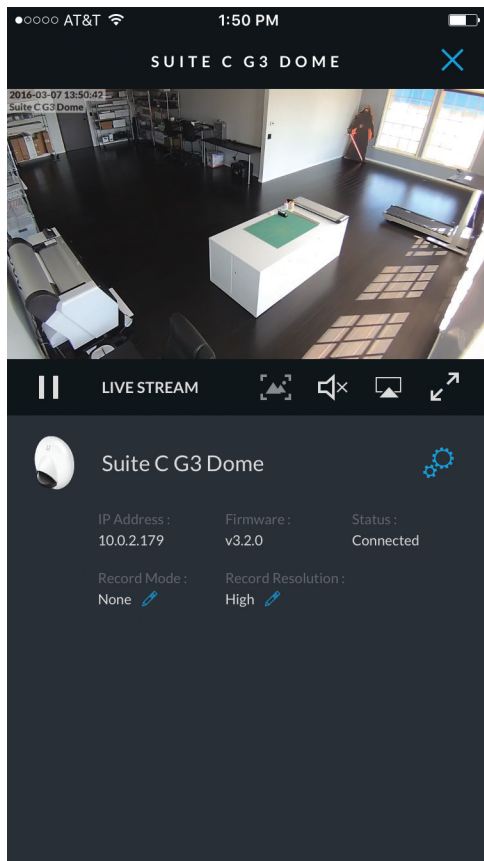 AT&T
1:50 PM
SUITE C G3 DOME
2016-03-07 13:50:42
Suite C G3 Dome
LIVE STREAM
Suite C G3 Dome
IP Address : Firmware : Status :
10.0.2.179 v3.2.0 Connected
Record Mode : Record Resolution :
None High